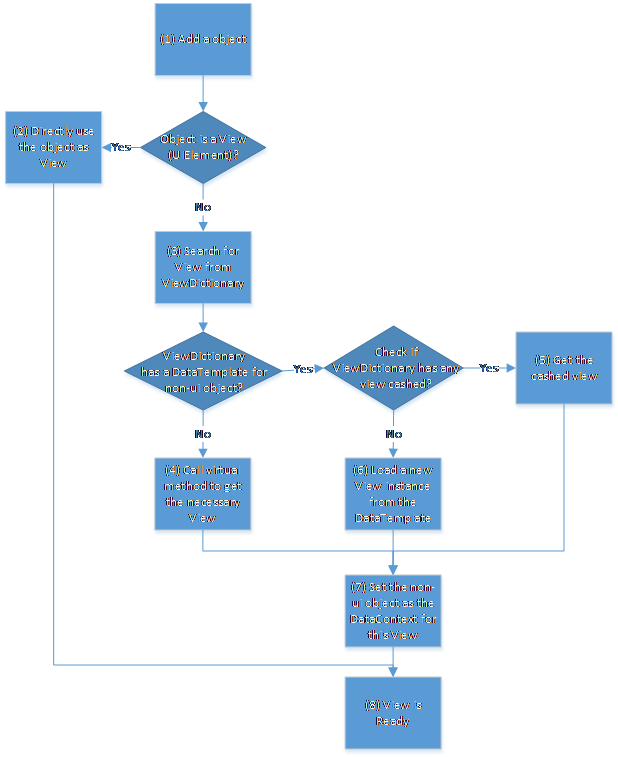 (1) Add a object
Object is a View
(UIElement)?
Yes
(2) Directly use
the object as
View
No
(3) Search for
View from
ViewDictionary
ViewDictionary
has a DataTemplate for
non-ui object?
Yes
Check if
ViewDictionary has any
view cashed?
Yes
(5) Get the
cashed view
No
No
(4) Call virtual
method to get
the necessary
View
(6) Load a new
View instance
from the
DataTemplate
(7) Set the non-
ui object as the
DataContext for
this View
(8) View is
Ready